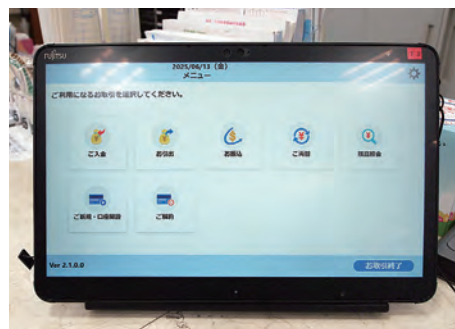 FUJITSU
2025/06/13（金）
メニュー
ご利用になるお取引を選択してください。
ご入金
お引出
お振込
ご両替
残高照会
ご新規・口座開設
ご解約
Ver 2.1.0.0
お取引終了